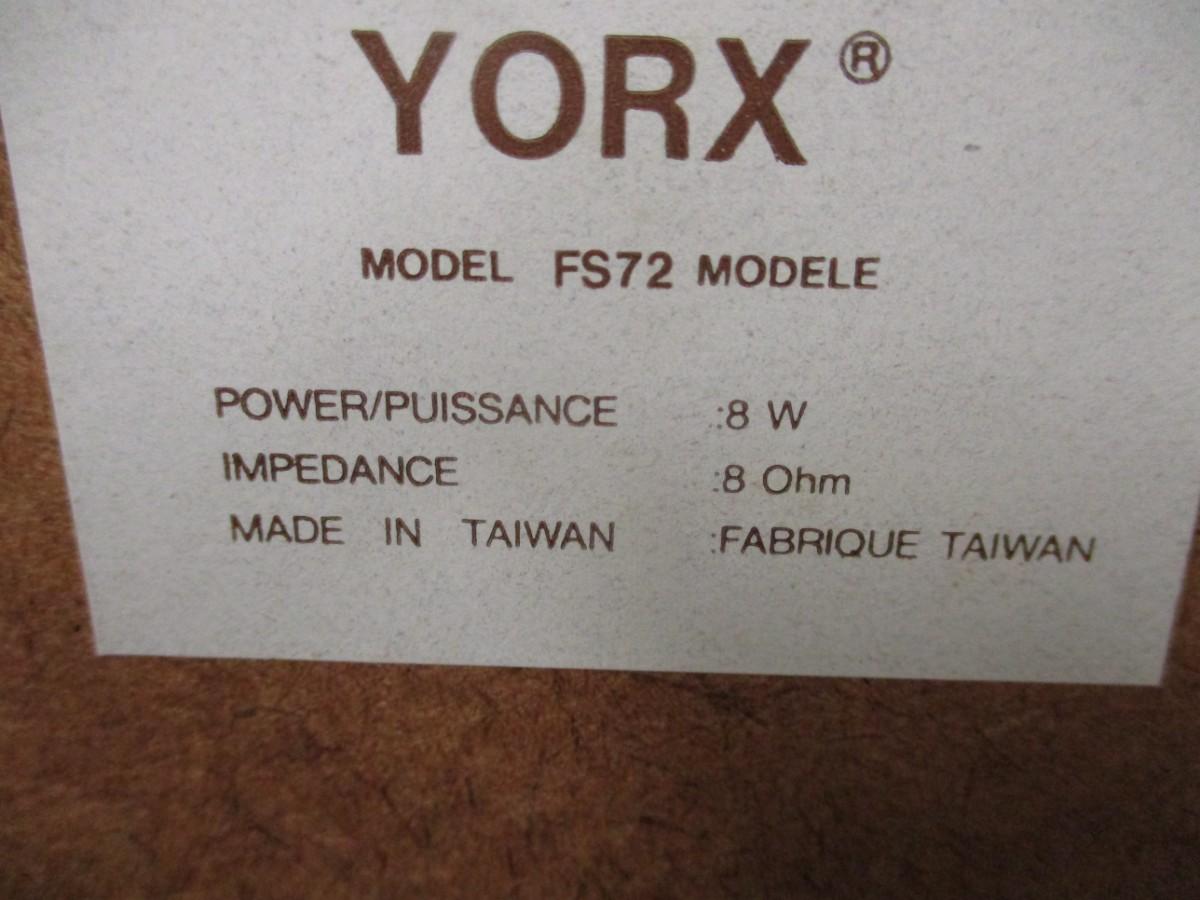 YORX®
MODEL FS72 MODELE
POWER/PUISSANCE :8 W
IMPEDANCE :8 Ohm
MADE IN TAIWAN :FABRIQUE TAIWAN